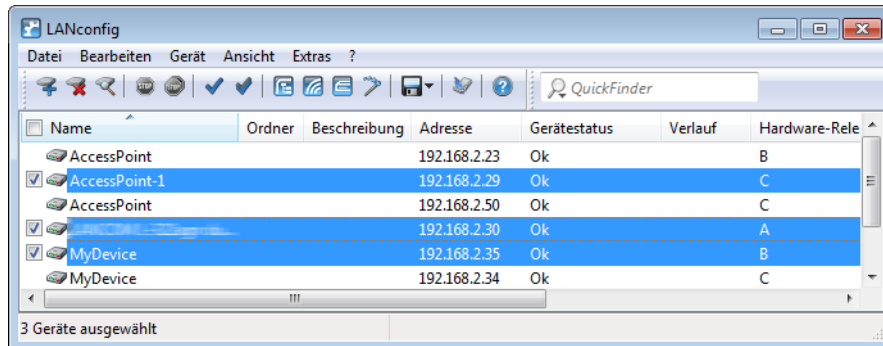 LANconfig
Datei Bearbeiten Gerät Ansicht Extras ?
STOP STOP QuickFinder
Name Ordner Beschreibung Adresse Gerätestatus Verlauf Hardware-Rele
AccessPoint 192.168.2.23 Ok B
AccessPoint-1 192.168.2.29 Ok C
AccessPoint 192.168.2.50 Ok C
192.168.2.30 Ok A
MyDevice 192.168.2.35 Ok B
MyDevice 192.168.2.34 Ok C
3 Geräte ausgewählt